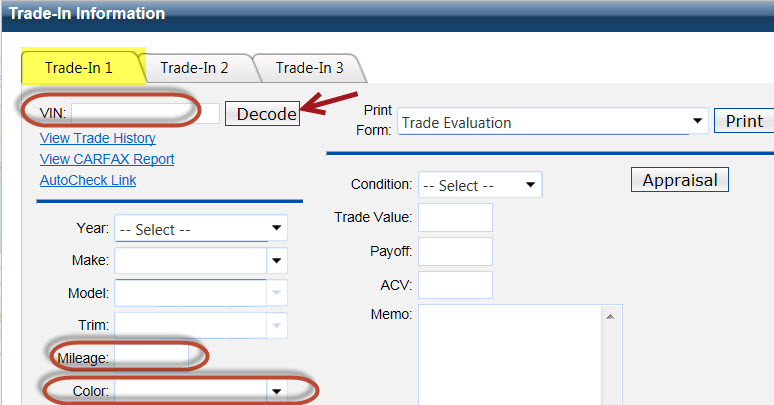 Trade-In Information
Trade-In 1
Trade-In 2
Trade-In 3
VIN:
Decode
View Trade History
View CARFAX Report
AutoCheck Link
Year:
-- Select --
Make:
Model:
Trim:
Mileage:
Color:
Print
Form:
Trade Evaluation
Print
Condition:
-- Select --
Appraisal
Trade Value:
Payoff:
ACV:
Memo: